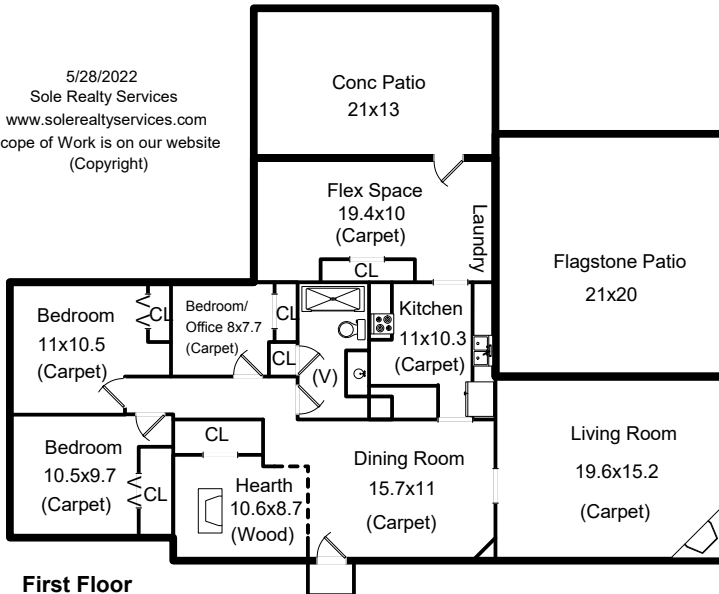 5/28/2022
Sole Realty Services
www.solerealtyservices.com
cope of Work is on our website
(Copyright)
Conc Patio
21x13
Flex Space
19.4x10
(Carpet)
Laundry
CL
Flagstone Patio
21x20
Bedroom
11x10.5
(Carpet)
CL
Bedroom/
Office 8x7.7
(Carpet)
CL
CL
(V)
Kitchen
11x10.3
(Carpet)
Bedroom
10.5x9.7
(Carpet)
CL
CL
Hearth
10.6x8.7
(Wood)
Dining Room
15.7x11
(Carpet)
Living Room
19.6x15.2
(Carpet)
First Floor